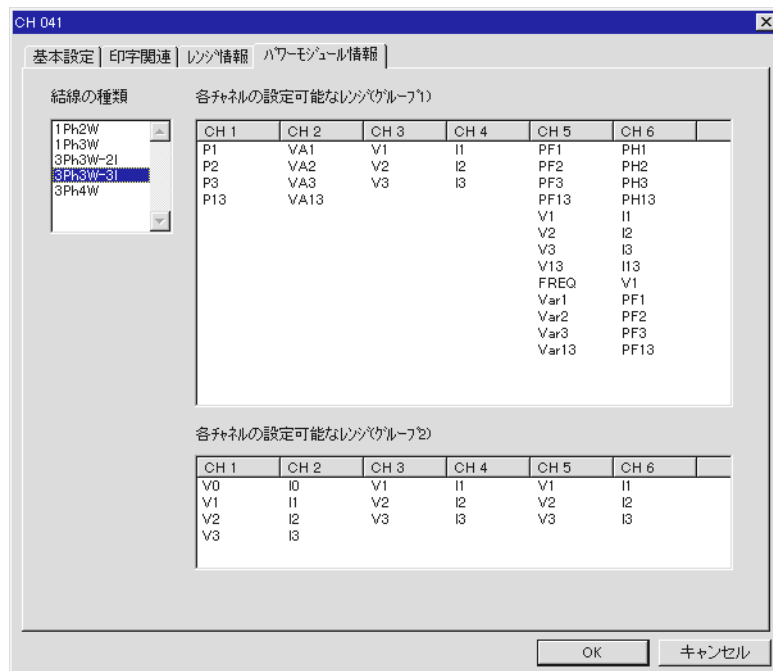 CH 041
基本設定 印字関連 ﾚﾝｼﾞ情報 ﾊﾟﾜｰﾓｼﾞｭｰﾙ情報
結線の種類 各ﾁｬﾈﾙの設定可能なﾚﾝｼﾞ(ｸﾞﾙｰﾌﾟ1)
1Ph2W
1Ph3W
3Ph3W-2I
3Ph3W-3I
3Ph4W
CH 1 CH 2 CH 3 CH 4 CH 5 CH 6
P1 VA1 V1 I1 PF1 PH1
P2 VA2 V2 I2 PF2 PH2
P3 VA3 V3 I3 PF3 PH3
P13 VA13 PF13 PH13
V1 I1
V2 I2
V3 I3
V13 I13
FREQ V1
Var1 PF1
Var2 PF2
Var3 PF3
Var13 PF13
各ﾁｬﾈﾙの設定可能なﾚﾝｼﾞ(ｸﾞﾙｰﾌﾟ2)
CH 1 CH 2 CH 3 CH 4 CH 5 CH 6
V0 I0 V1 I1 V1 I1
V1 I1 V2 I2 V2 I2
V2 I2 V3 I3 V3 I3
V3 I3
OK キャンセル